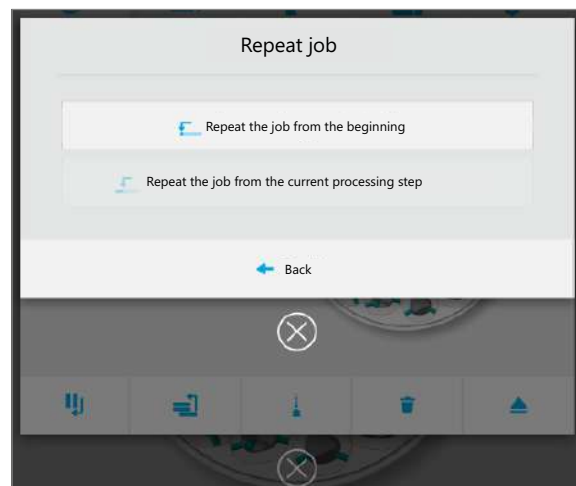 Repeat job
Repeat the job from the beginning
Repeat the job from the current processing step
Back